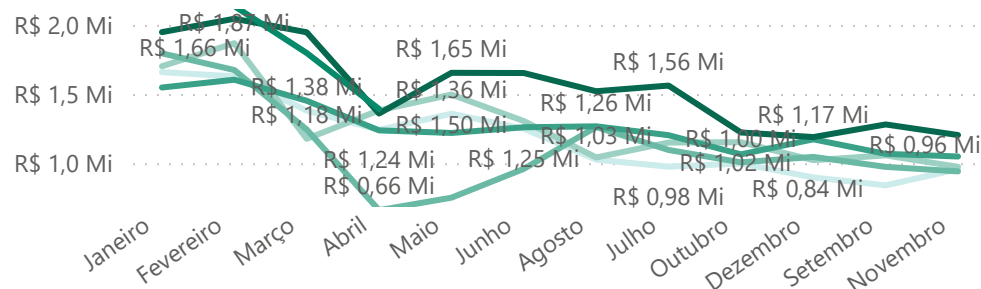 R$ 2,0 Mi
R$ 1,5 Mi
R$ 1,0 Mi
R$ 1,87 Mi
R$ 1,66 Mi
R$ 1,65 Mi
R$ 1,56 Mi
R$ 1,38 Mi
R$ 1,36 Mi
R$ 1,26 Mi
R$ 1,17 Mi
R$ 1,18 Mi
R$ 1,50 Mi
R$ 1,03 Mi
R$ 1,00 Mi
R$ 0,96 Mi
R$ 1,24 Mi
R$ 1,25 Mi
R$ 1,02 Mi
R$ 0,66 Mi
R$ 0,98 Mi
R$ 0,84 Mi
Janeiro
Fevereiro
Março
Abril
Maio
Junho
Agosto
Julho
Outubro
Dezembro
Setembro
Novembro